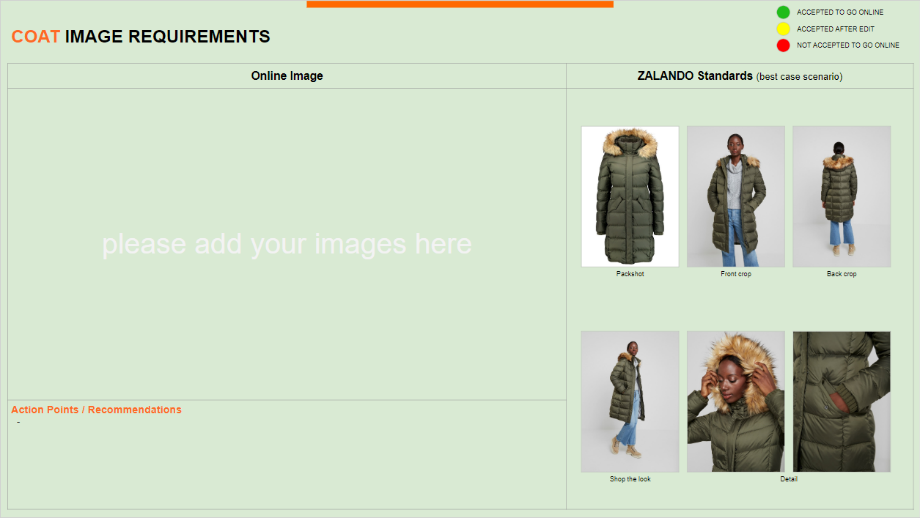 ACCEPTED TO GO ONLINE
ACCEPTED AFTER EDIT
NOT ACCEPTED TO GO ONLINE
COAT IMAGE REQUIREMENTS
Online Image
ZALANDO Standards (best case scenario)
please add your images here
Packshot
Front crop
Back crop
Action Points / Recommendations
-
Shop the look
Detail